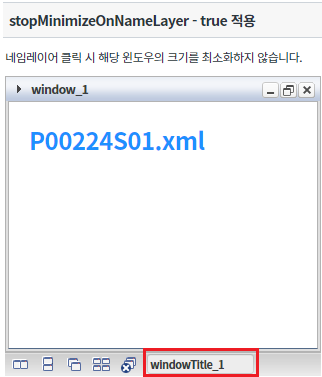 stopMinimizeOnNameLayer - true 적용
네임레이어 클릭 시 해당 윈도우의 크기를 최소화하지 않습니다.
window_1
P00224S01.xml
windowTitle_1